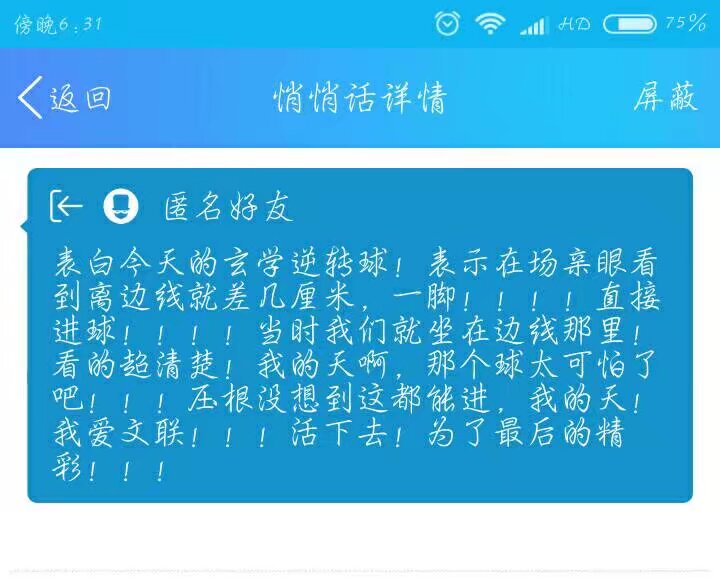 傍晚6:31
HD
75%
返回
悄悄话详情
屏蔽
匿名好友
表白今天的玄学逆转球！表示在场亲眼看
到离边线就差几厘米，一脚！！！！直接
进球！！！！当时我们就坐在边线那里！
看的超清楚！我的天啊，那个球太可怕了
吧！！！压根没想到这都能进，我的天！
我爱文联！！！活下去！为了最后的精
彩！！！